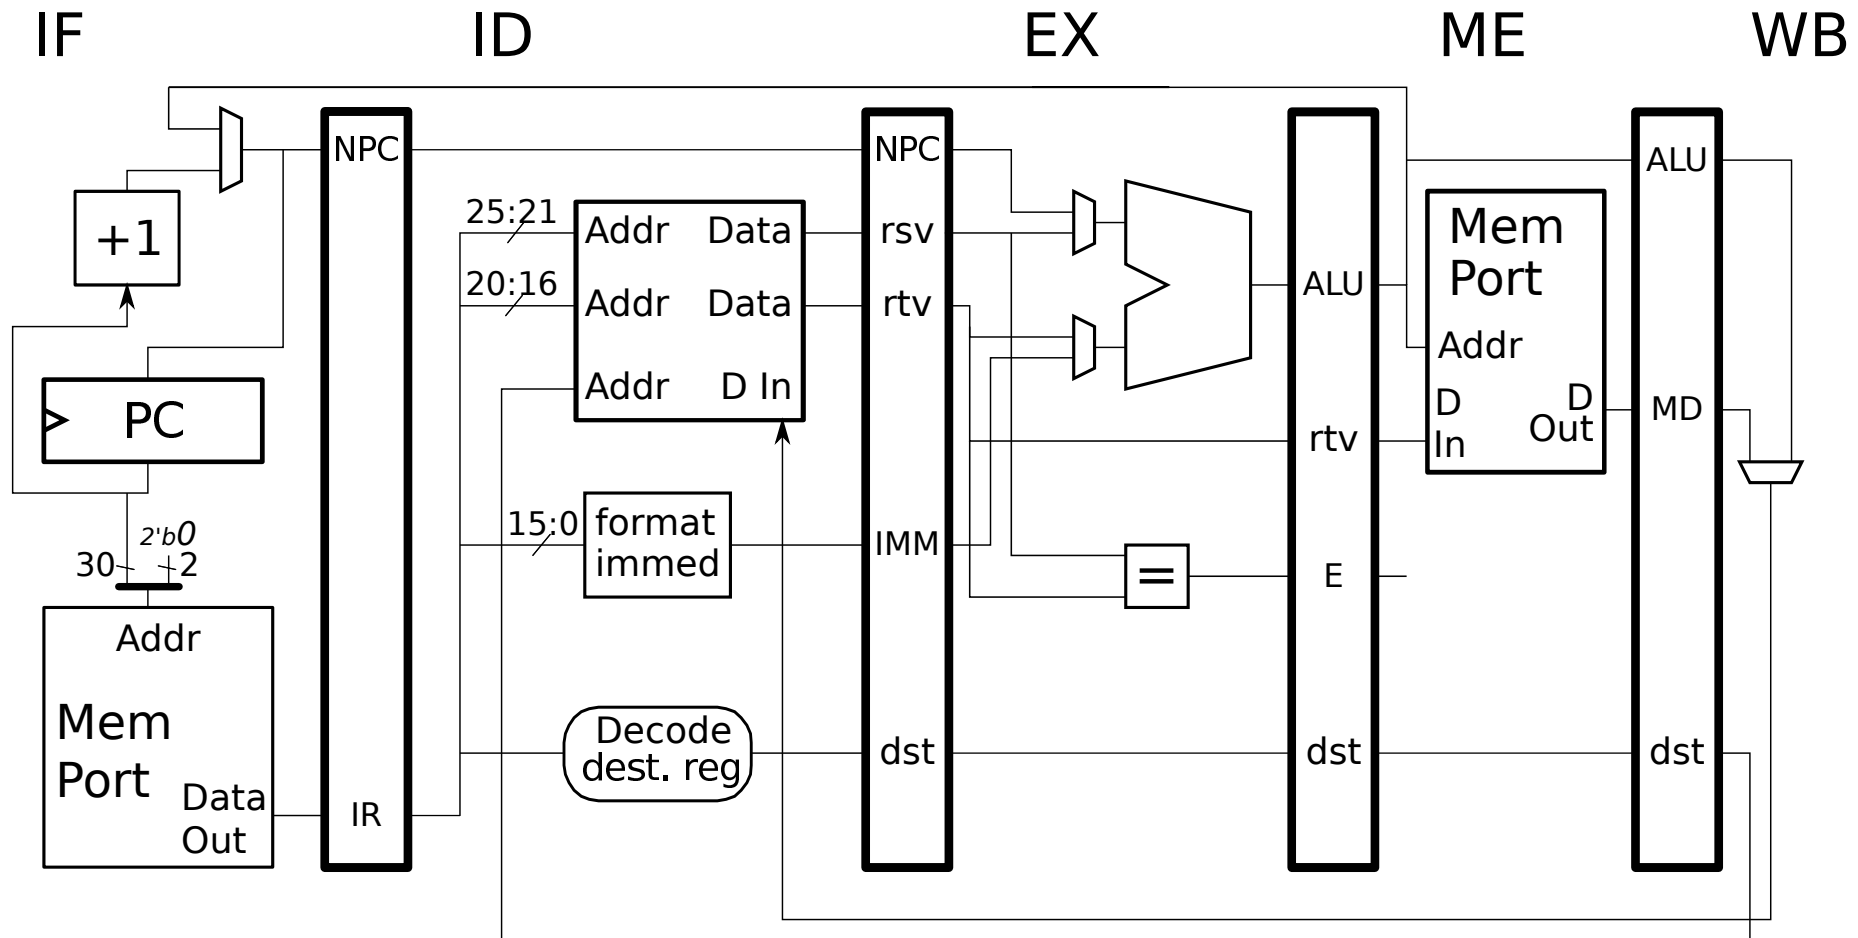 IF
ID
EX
ME
WB
NPC
NPC
ALU
+1
25:21
Addr
Data
rsv
Mem
Port
20:16
Addr
Data
rtv
ALU
Addr
Addr
D In
PC
D
In
D
Out
MD
rtv
2'b0
30
2
15:0
format
immed
IMM
=
E
Addr
Mem
Port
Data
Out
IR
Decode
dest. reg
dst
dst
dst